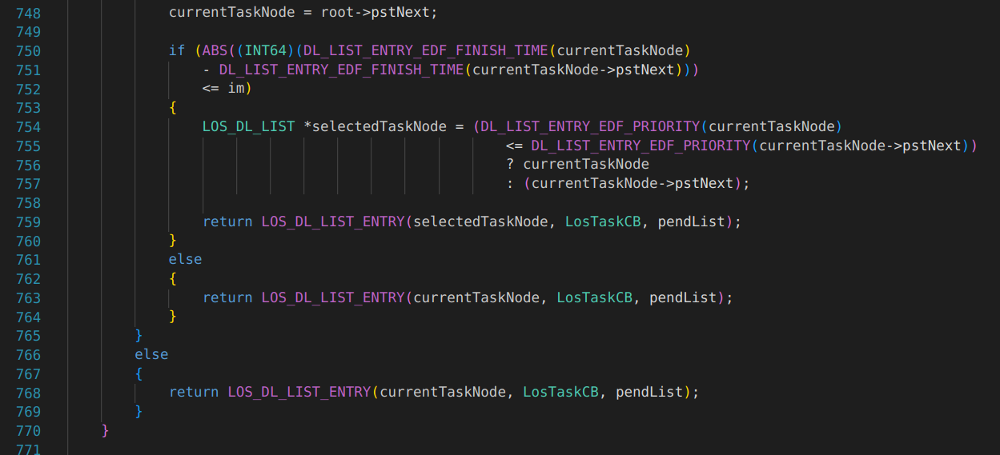 748 currentTaskNode = root->pstNext;
749
750 if (ABS((INT64)(DL_LIST_ENTRY_EDF_FINISH_TIME(currentTaskNode)
751 - DL_LIST_ENTRY_EDF_FINISH_TIME(currentTaskNode->pstNext)))
752 <= im)
753 {
754 LOS_DL_LIST *selectedTaskNode = (DL_LIST_ENTRY_EDF_PRIORITY(currentTaskNode)
755 <= DL_LIST_ENTRY_EDF_PRIORITY(currentTaskNode->pstNext))
756 ? currentTaskNode
757 : (currentTaskNode->pstNext);
758
759 return LOS_DL_LIST_ENTRY(selectedTaskNode, LosTaskCB, pendList);
760 }
761 else
762 {
763 return LOS_DL_LIST_ENTRY(currentTaskNode, LosTaskCB, pendList);
764 }
765 }
766 else
767 {
768 return LOS_DL_LIST_ENTRY(currentTaskNode, LosTaskCB, pendList);
769 }
770 }
771